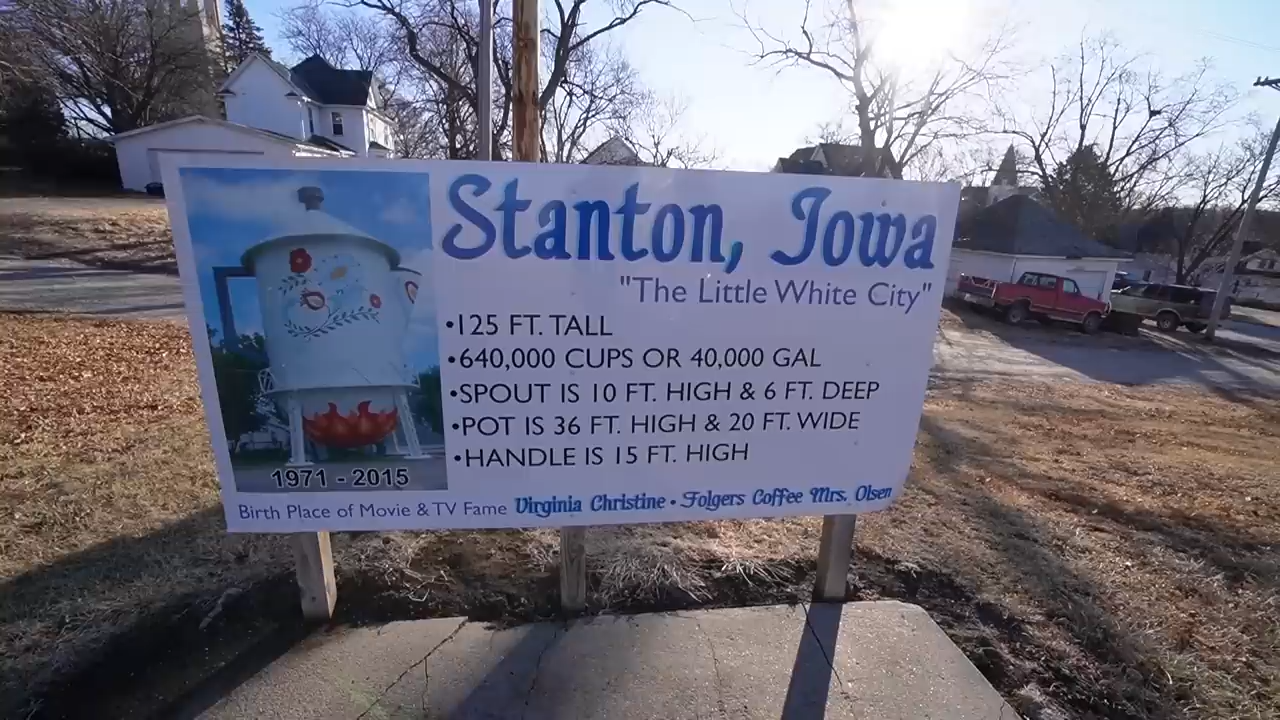 Stanton, Iowa
"The Little White City"
•125 FT. TALL
•640,000 CUPS OR 40,000 GAL
•SPOUT IS 10 FT. HIGH & 6 FT. DEEP
•POT IS 36 FT. HIGH & 20 FT. WIDE
•HANDLE IS 15 FT. HIGH
1971 - 2015
Birth Place of Movie & TV Fame Virginia Christine • Folgers Coffee Mrs. Olsen